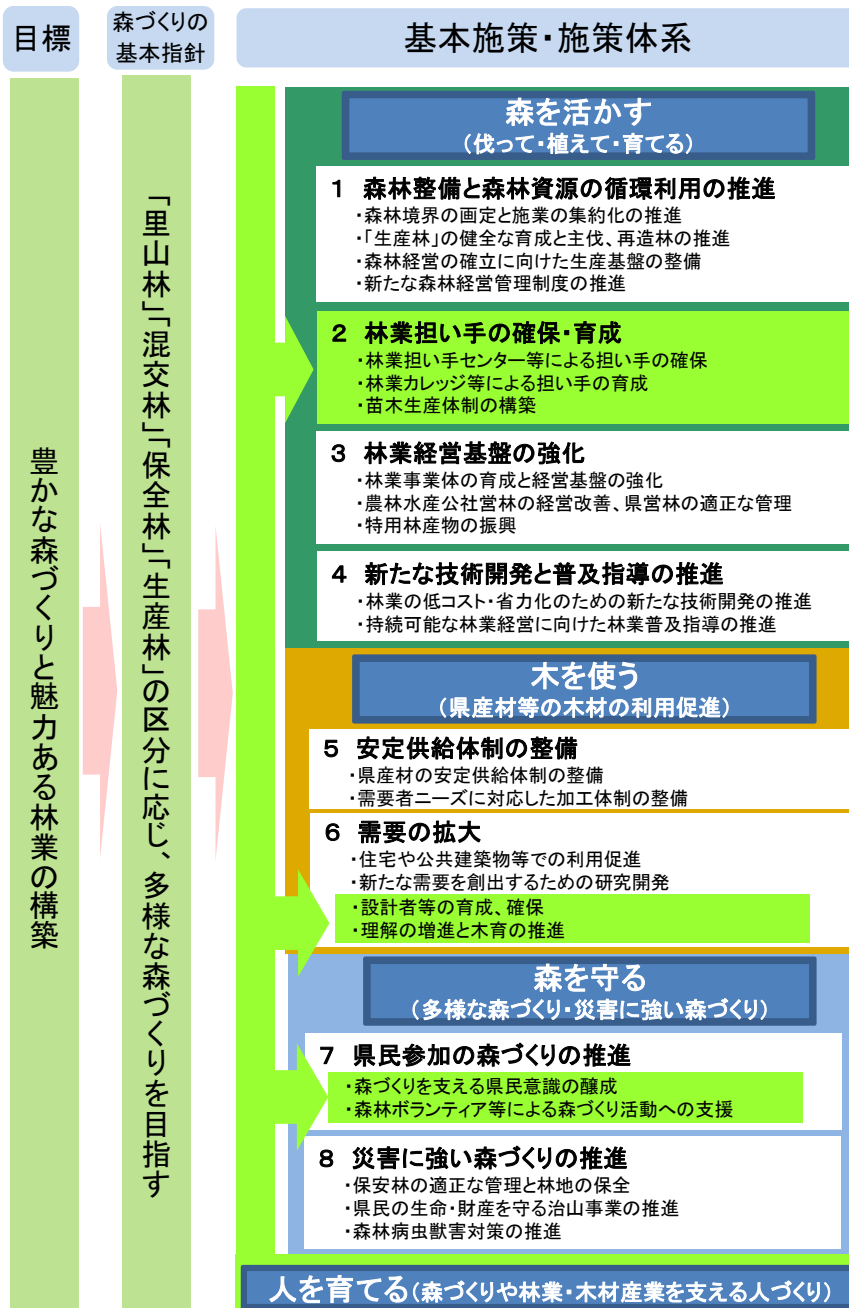 目標
森づくりの
基本指針
基本施策・施策体系
豊かな森づくりと魅力ある林業の構築
「里山林」「混交林」「保全林」「生産林」の区分に応じ、多様な森づくりを目指す
森を活かす
(伐って・植えて・育てる)
1 森林整備と森林資源の循環利用の推進
・森林境界の画定と施業の集約化の推進
・「生産林」の健全な育成と主伐、再造林の推進
・森林経営の確立に向けた生産基盤の整備
・新たな森林経営管理制度の推進
2 林業担い手の確保・育成
・林業担い手センター等による担い手の確保
・林業カレッジ等による担い手の育成
・苗木生産体制の構築
3 林業経営基盤の強化
・林業事業体の育成と経営基盤の強化
・農林水産公社営林の経営改善、県営林の適正な管理
・特用林産物の振興
4 新たな技術開発と普及指導の推進
・林業の低コスト・省力化のための新たな技術開発の推進
・持続可能な林業経営に向けた林業普及指導の推進
木を使う
(県産材等の木材の利用促進)
5 安定供給体制の整備
・県産材の安定供給体制の整備
・需要者ニーズに対応した加工体制の整備
6 需要の拡大
・住宅や公共建築物等での利用促進
・新たな需要を創出するための研究開発
・設計者等の育成、確保
・理解の増進と木育の推進
森を守る
(多様な森づくり・災害に強い森づくり)
7 県民参加の森づくりの推進
・森づくりを支える県民意識の醸成
・森林ボランティア等による森づくり活動への支援
8 災害に強い森づくりの推進
・保安林の適正な管理と林地の保全
・県民の生命・財産を守る治山事業の推進
・森林病虫獣害対策の推進
人を育てる(森づくりや林業・木材産業を支える人づくり)